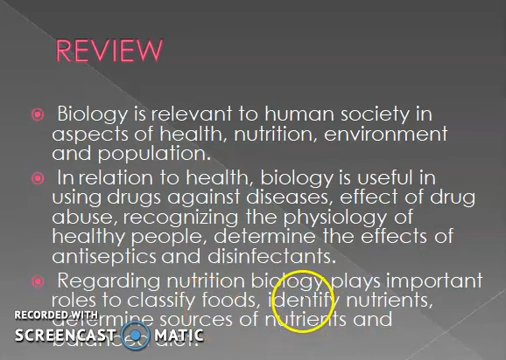 REVIEW
Biology is relevant to human society in
aspects of health, nutrition, environment
and population.
In relation to health, biology is useful in
using drugs against diseases, effect of drug
abuse, recognizing the physiology of
healthy people, determine the effects of
antiseptics and disinfectants.
Regarding nutrition biology plays important
roles to classify foods, identify nutrients,
RECORDED WITH
determine sources of nutrients and
SCREENCAST MATIC
balanced diet.